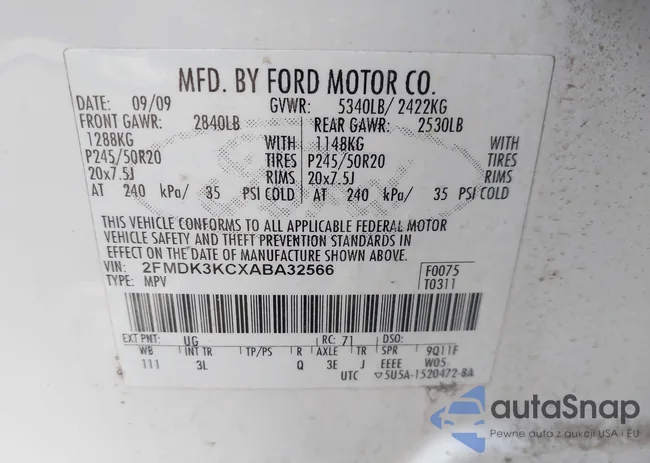 MFD. BY FORD MOTOR CO.
DATE: 09/09 GVWR: 5340LB/ 2422KG
FRONT GAWR: 2840LB REAR GAWR: 2530LB
1288KG WITH 1148KG WITH
P245/50R20 TIRES P245/50R20 TIRES
20x7.5J RIMS 20x7.5J RIMS
AT 240 kPa/ 35 PSI COLD AT 240 kPa/ 35 PSI COLD
THIS VEHICLE CONFORMS TO ALL APPLICABLE FEDERAL MOTOR
VEHICLE SAFETY AND THEFT PREVENTION STANDARDS IN
EFFECT ON THE DATE OF MANUFACTURE SHOWN ABOVE.
VIN: 2FMDK3KCXABA32566 F0075
TYPE: MPV T0311
EXT PNT: UG RC: 71 DSO:
WB INT TR TP/PS R AXLE TR SPR 9Q11F
111 3L Q 3E J EEEE W05
UTC ▽5U5A-1520472-BA
autaSnap
Pewne auta z aukcji USA i EU